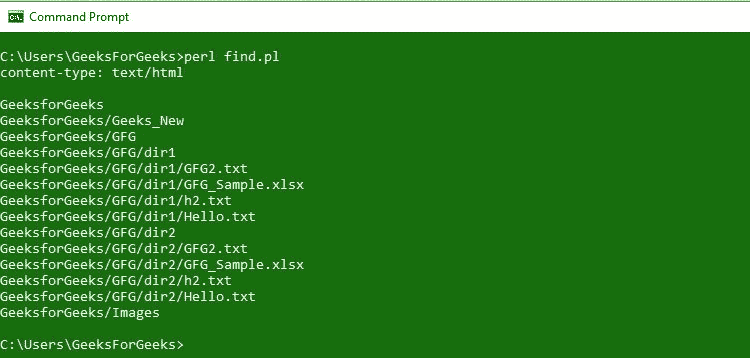 Command Prompt
C:\Users\GeeksForGeeks>perl find.pl
content-type: text/html
GeeksforGeeks
GeeksforGeeks/Geeks_New
GeeksforGeeks/GFG
GeeksforGeeks/GFG/dir1
GeeksforGeeks/GFG/dir1/GFG2.txt
GeeksforGeeks/GFG/dir1/GFG_Sample.xlsx
GeeksforGeeks/GFG/dir1/h2.txt
GeeksforGeeks/GFG/dir1/Hello.txt
GeeksforGeeks/GFG/dir2
GeeksforGeeks/GFG/dir2/GFG2.txt
GeeksforGeeks/GFG/dir2/GFG_Sample.xlsx
GeeksforGeeks/GFG/dir2/h2.txt
GeeksforGeeks/GFG/dir2/Hello.txt
GeeksforGeeks/Images
C:\Users\GeeksForGeeks>